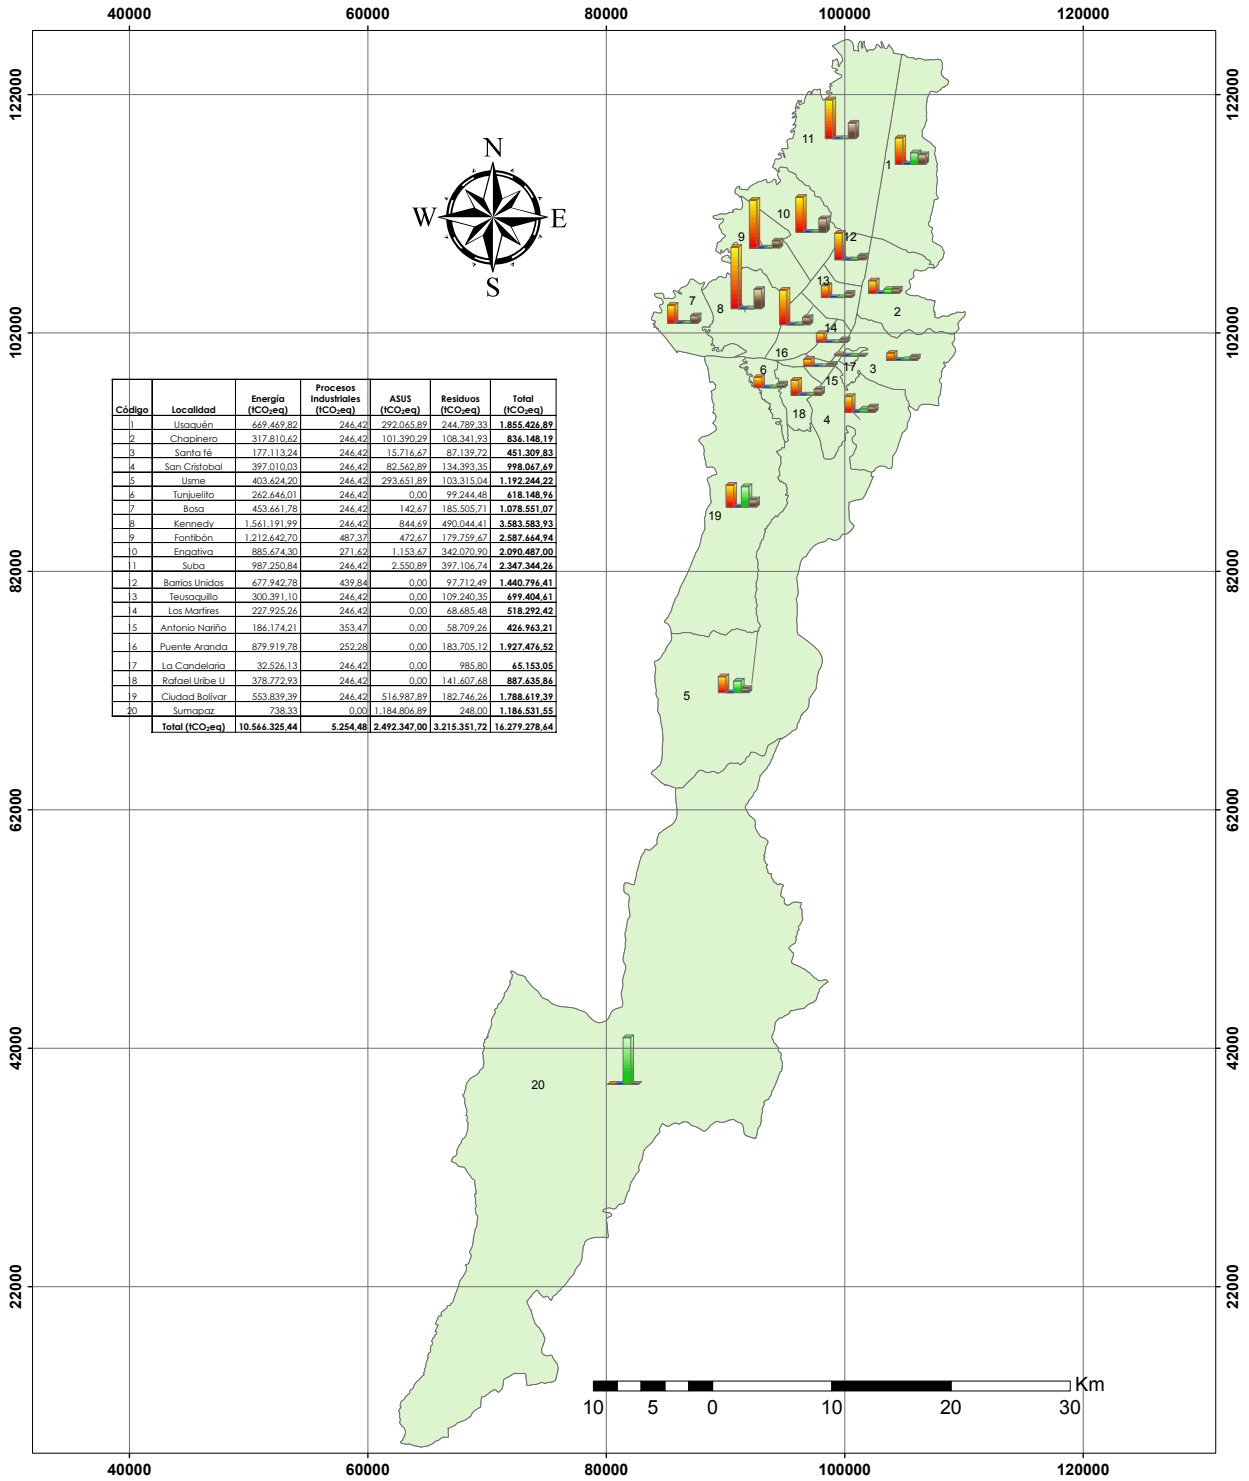 40000 60000 80000 100000 120000
122000 122000
N
W E
S
11
1
10
9
12
13
7
8
2
102000 102000
14
16
17
3
6
15
18
4
Código Localidad Energía (tCO₂eq) Procesos Industriales (tCO₂eq) ASUS (tCO₂eq) Residuos (tCO₂eq) Total (tCO₂eq)
1 Usaquén 669.469,82 246,42 292.065,89 244.789,33 1.855.426,89
2 Chapinero 317.810,62 246,42 101.390,29 108.341,93 836.148,19
3 Santa fé 177.113,24 246,42 15.716,67 87.139,72 451.309,83
4 San Cristobal 397.010,03 246,42 82.562,89 134.393,35 998.067,69
5 Usme 403.624,20 246,42 293.651,89 103.315,04 1.192.244,22
6 Tunjuelito 262.646,01 246,42 0,00 99.244,48 618.148,96
7 Bosa 453.661,78 246,42 142,67 185.505,71 1.078.551,07
8 Kennedy 1.561.191,99 246,42 844,69 490.044,41 3.583.583,93
9 Fontibón 1.212.642,70 487,37 472,67 179.759,67 2.587.664,94
10 Engativa 885.674,30 271,62 1.153,67 342.070,90 2.090.487,00
11 Suba 987.250,84 246,42 2.550,89 397.106,74 2.347.344,26
12 Barrios Unidos 677.942,78 439,84 0,00 97.712,49 1.440.796,41
13 Teusaquillo 300.391,10 246,42 0,00 109.240,35 699.404,61
14 Los Martires 227.925,26 246,42 0,00 68.685,48 518.292,42
15 Antonio Nariño 186.174,21 353,47 0,00 58.709,26 426.963,21
16 Puente Aranda 879.919,78 252,28 0,00 183.705,12 1.927.476,52
17 La Candelaria 32.526,13 246,42 0,00 985,80 65.153,05
18 Rafael Uribe U 378.772,93 246,42 0,00 141.607,68 887.635,86
19 Ciudad Bolívar 553.839,39 246,42 516.987,89 182.746,26 1.788.619,39
20 Sumapaz 738,33 0,00 1.184.806,89 248,00 1.186.531,55
Total (tCO₂eq) 10.566.325,44 5.254,48 2.492.347,00 3.215.351,72 16.279.278,64
19
82000 82000
5
62000 62000
42000 42000
20
22000 22000
Km
10 5 0 10 20 30
40000 60000 80000 100000 120000